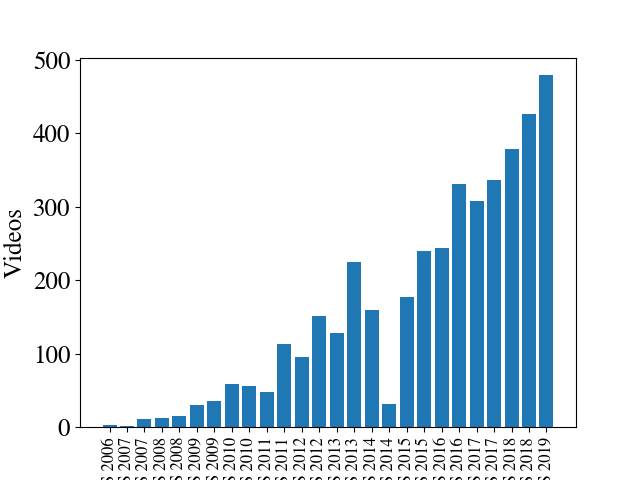 500
400
300
200
100
0
Videos
S 2006
S 2007
S 2007
S 2008
S 2008
S 2009
S 2009
S 2010
S 2010
S 2011
S 2011
S 2012
S 2012
S 2013
S 2013
S 2014
S 2014
S 2015
S 2015
S 2016
S 2016
S 2017
S 2017
S 2018
S 2018
S 2019